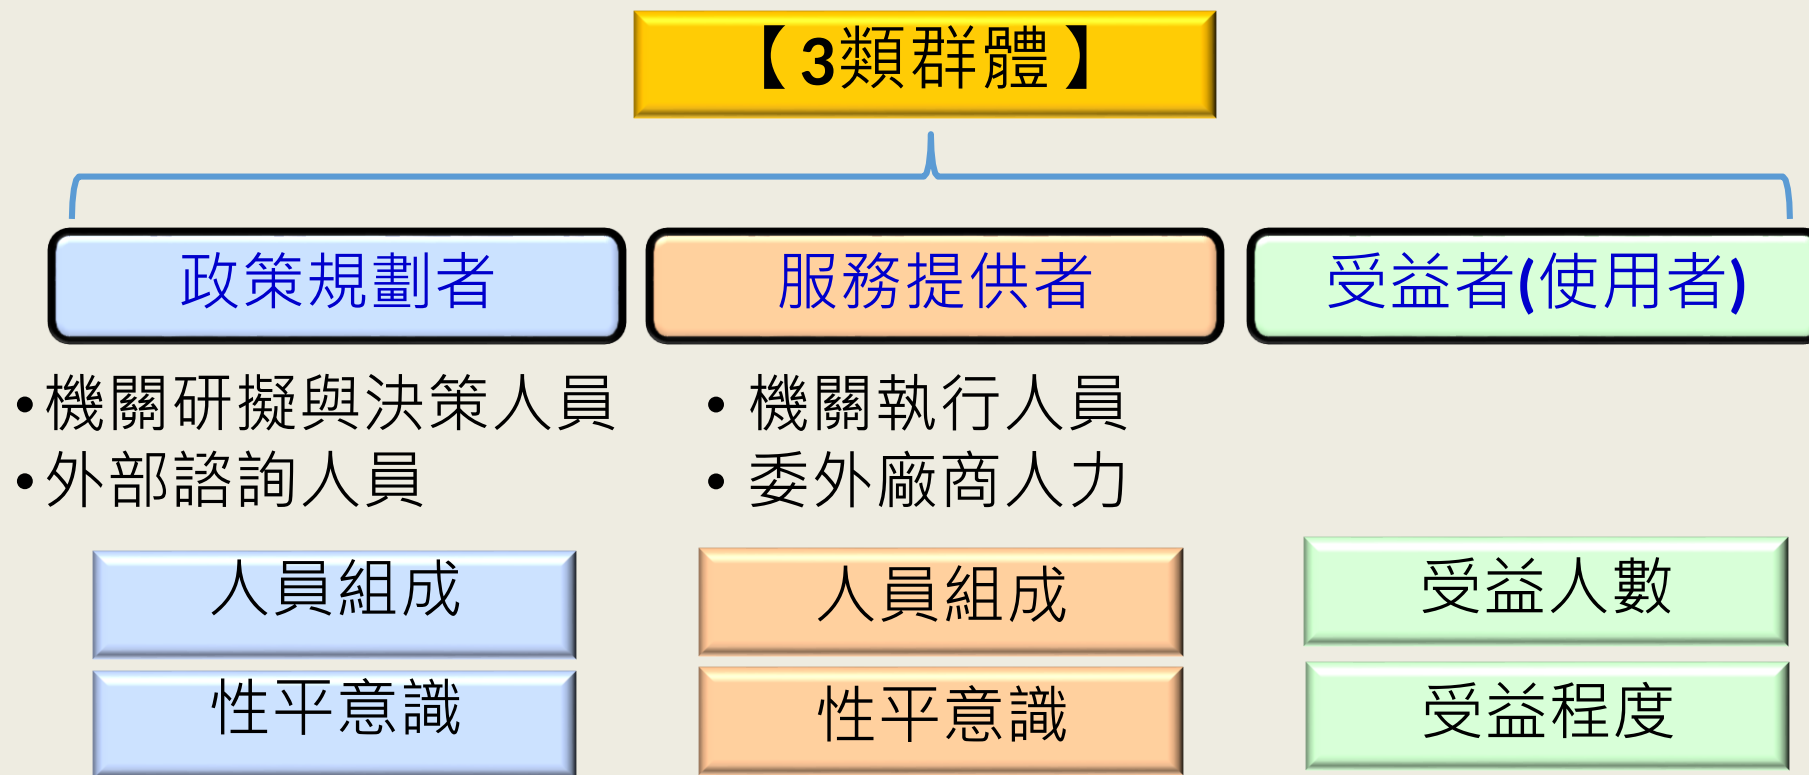 【3類群體】
政策規劃者
•機關研擬與決策人員
•外部諮詢人員
人員組成
性平意識
服務提供者
• 機關執行人員
• 委外廠商人力
人員組成
性平意識
受益者(使用者)
受益人數
受益程度